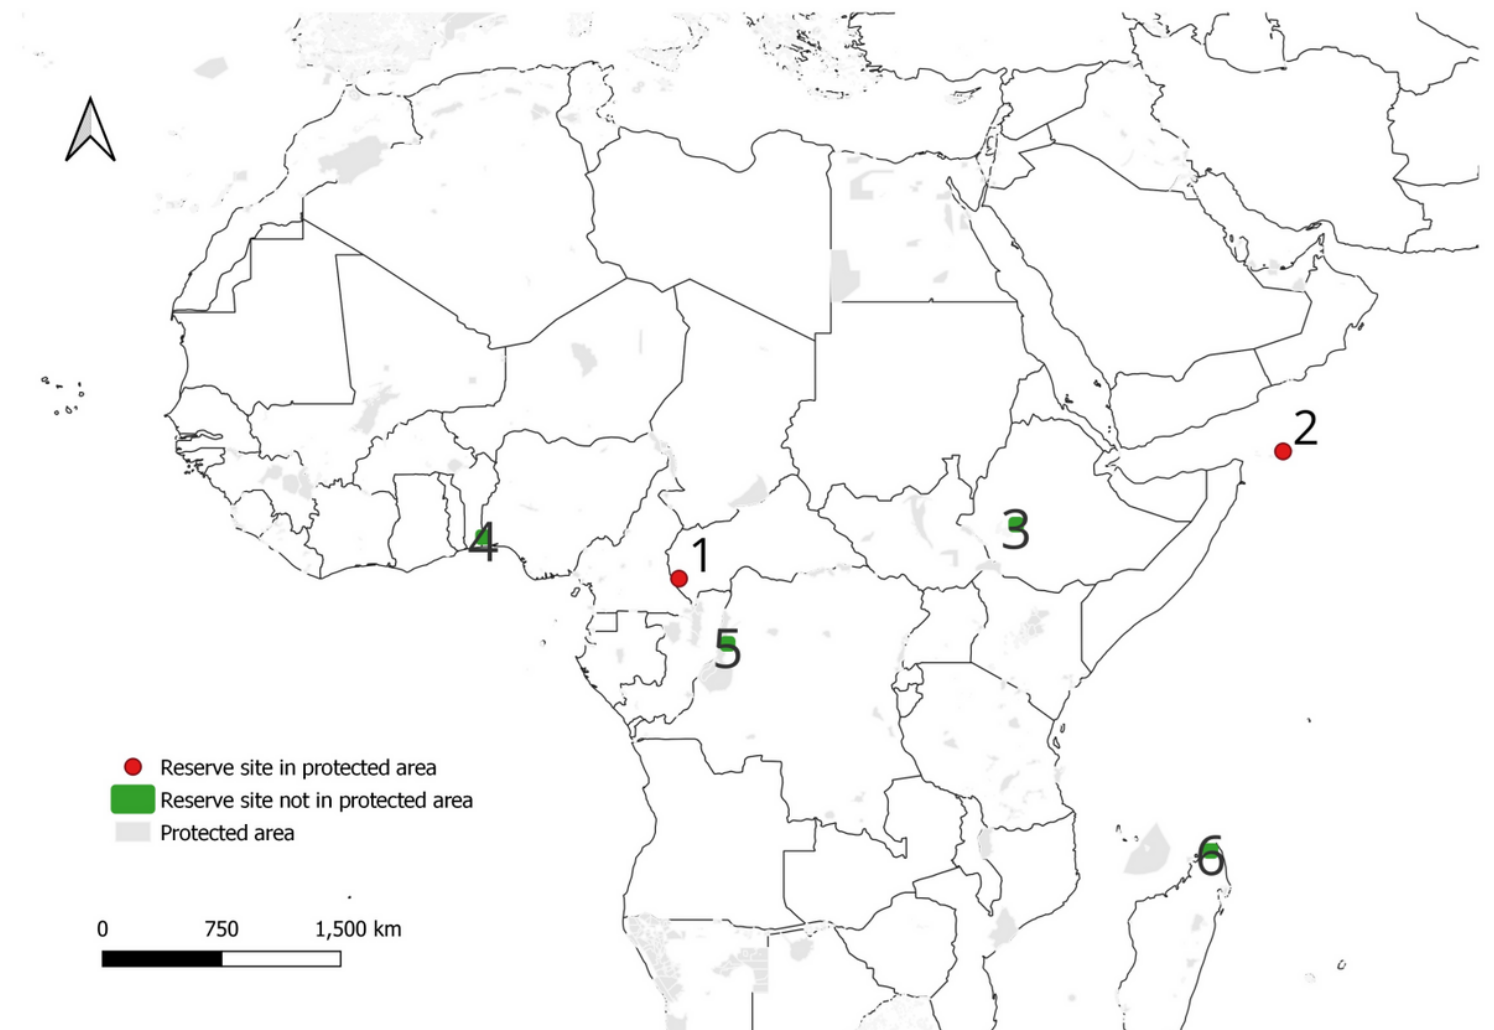 2
3
4
1
5
Reserve site in protected area
Reserve site not in protected area
Protected area
6
0 750 1,500 km